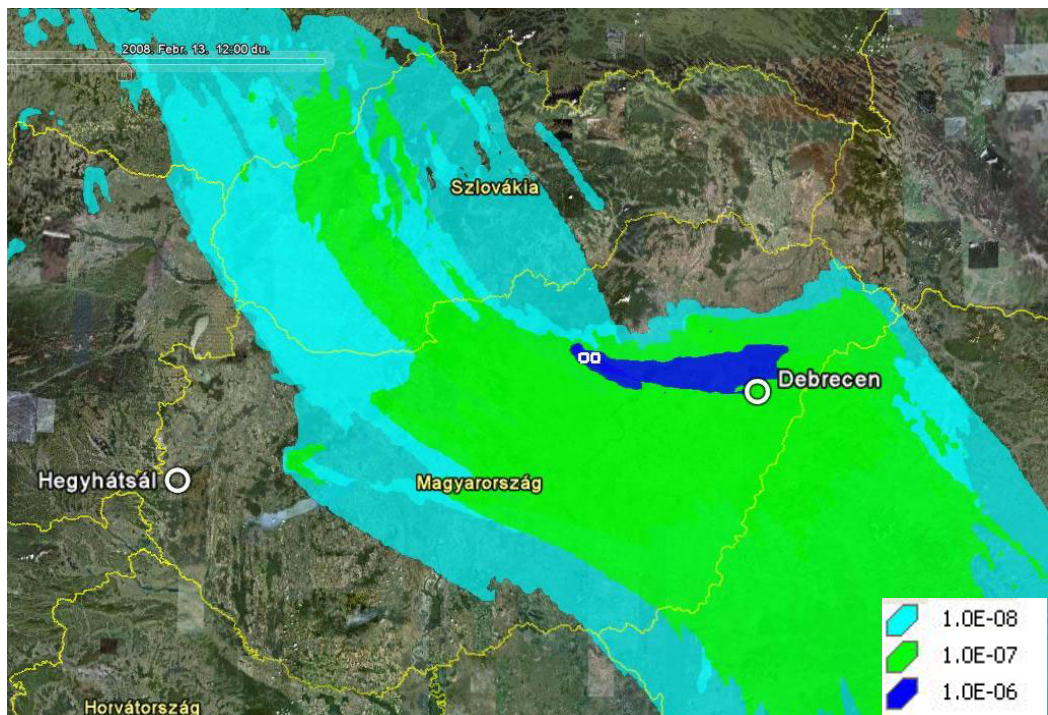 2008. Febr. 13. 12:00 du.
Szlovákia
Debrecen
Hegyhátsál
Magyarország
Horvátország
1.0E-08
1.0E-07
1.0E-06